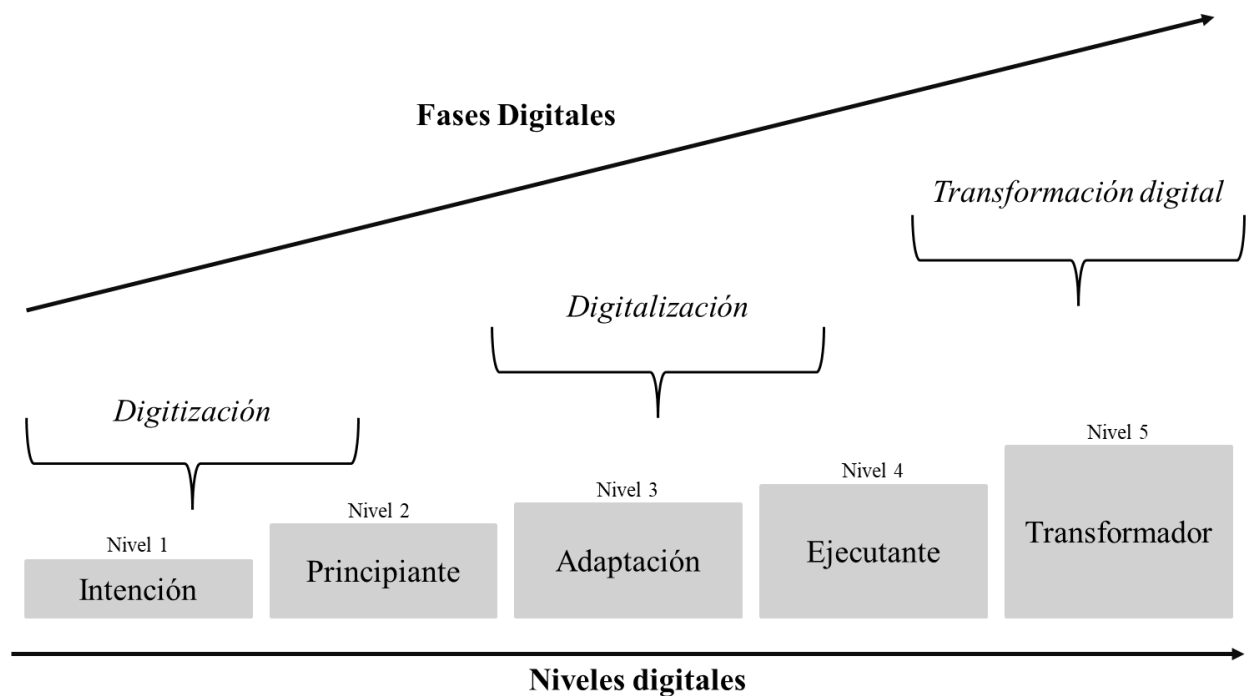 Fases Digitales
Transformación digital
Digitalización
Digitización
Nivel 1
Intención
Nivel 2
Principiante
Nivel 3
Adaptación
Nivel 4
Ejecutante
Nivel 5
Transformador
Niveles digitales